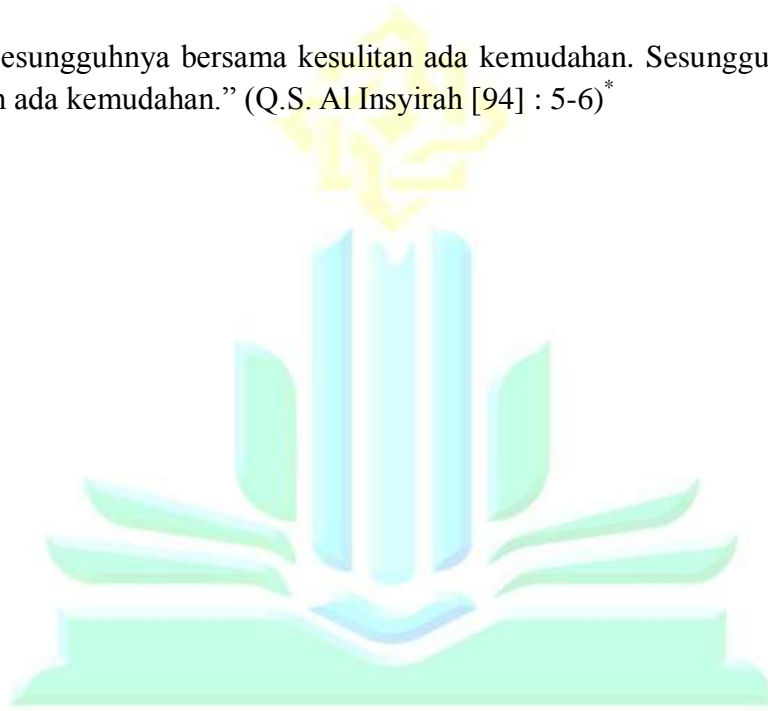 esungguhnya bersama kesulitan ada kemudahan. Sesunggu
n ada kemudahan.” (Q.S. Al Insyirah [94] : 5-6)*